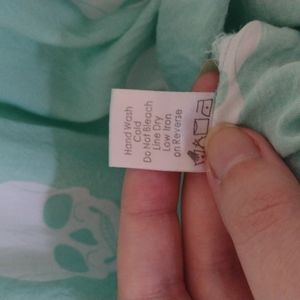 Hand Wash
Cold
Do Not Bleach
Line Dry
Low Iron
on Reverse